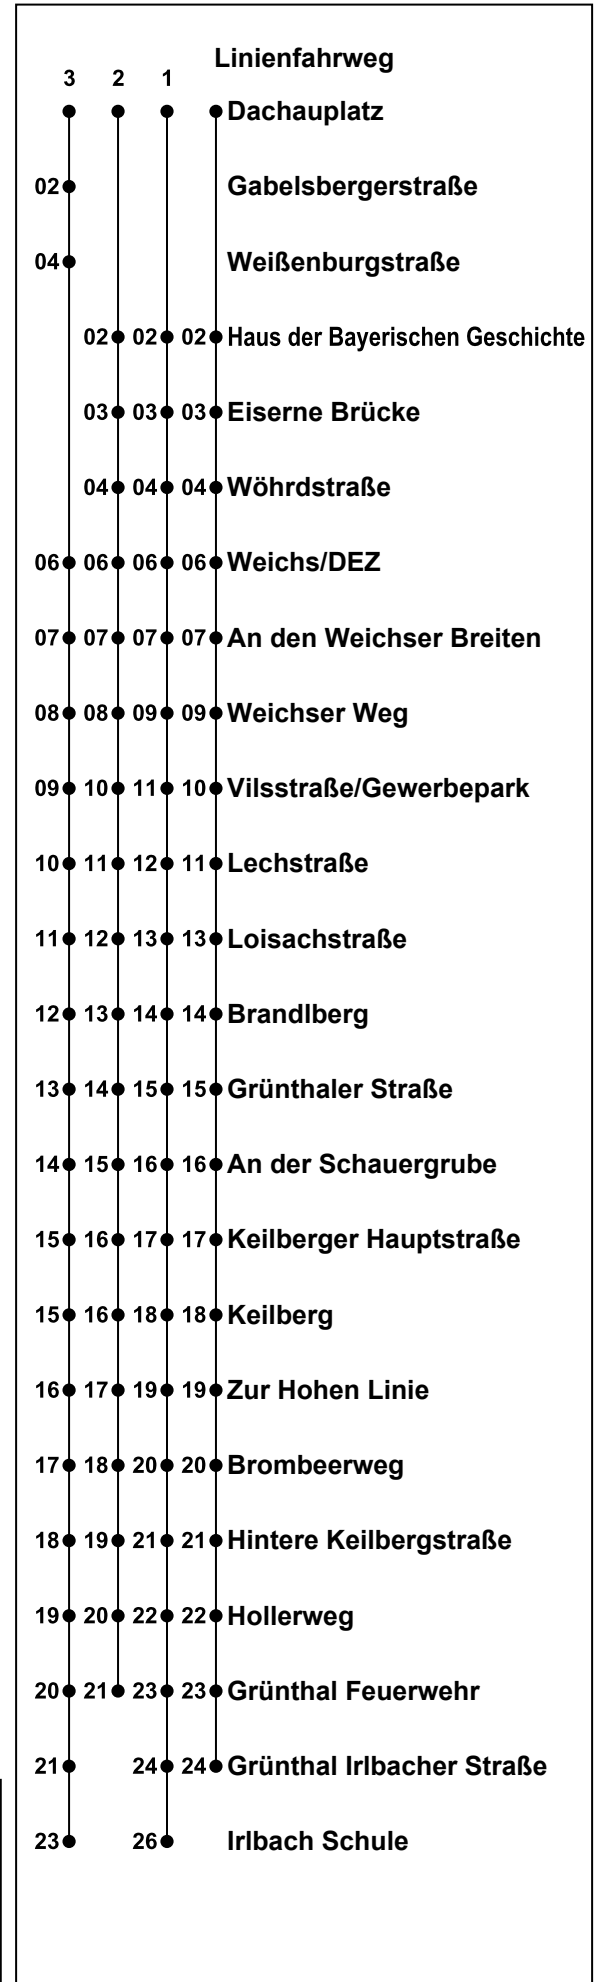 Linienfahrweg
3 2 1
Dachauplatz
02 Gabelsbergerstraße
04 Weißenburgstraße
02 02 02 Haus der Bayerischen Geschichte
03 03 03 Eiserne Brücke
04 04 04 Wöhrdstraße
06 06 06 06 Weichs/DEZ
07 07 07 07 An den Weichser Breiten
08 08 09 09 Weichser Weg
09 10 11 10 Vilsstraße/Gewerbepark
10 11 12 11 Lechstraße
11 12 13 13 Loisachstraße
12 13 14 14 Brandlberg
13 14 15 15 Grünthaler Straße
14 15 16 16 An der Schauergrube
15 16 17 17 Keilberger Hauptstraße
15 16 18 18 Keilberg
16 17 19 19 Zur Hohen Linie
17 18 20 20 Brombeerweg
18 19 21 21 Hintere Keilbergstraße
19 20 22 22 Hollerweg
20 21 23 23 Grünthal Feuerwehr
21 24 24 Grünthal Irlbacher Straße
23 26 Irlbach Schule